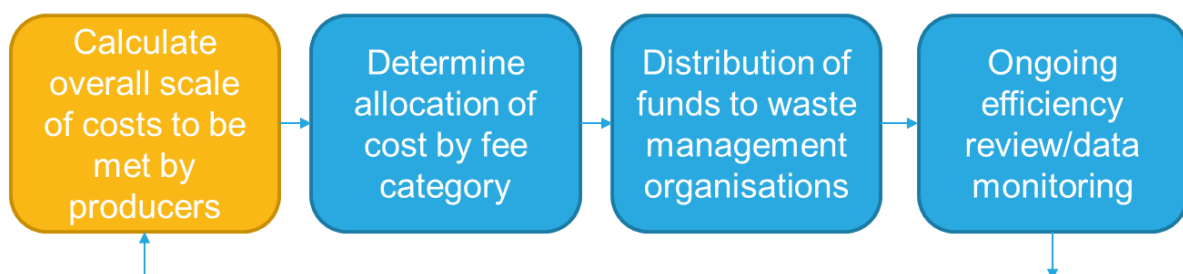 Calculate
overall scale
of costs to be
met by
producers
Determine
allocation of
cost by fee
category
Distribution of
funds to waste
management
organisations
Ongoing
efficiency
review/data
monitoring